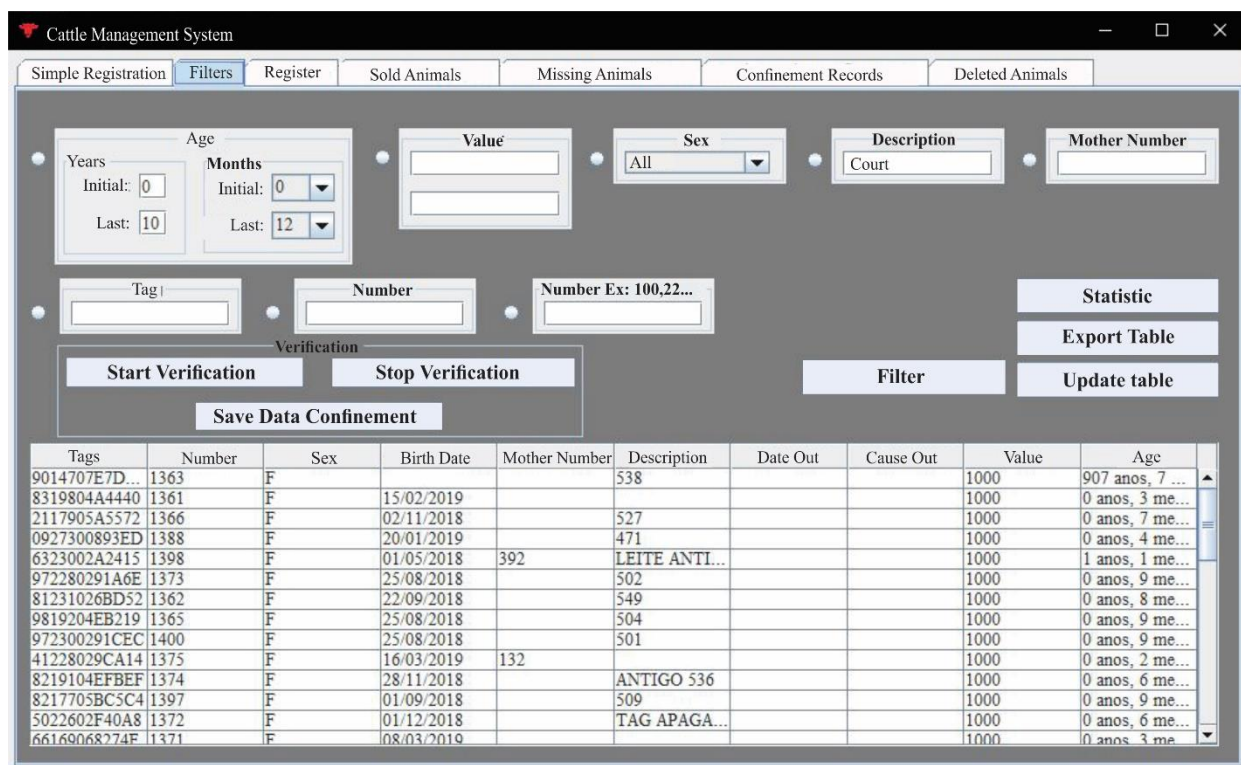 Cattle Management System
Simple Registration Filters Register Sold Animals Missing Animals Confinement Records Deleted Animals
Age Value Sex Description Mother Number
Years Months All Court
Initial: 0 Initial: 0
Last: 10 Last: 12
Tag Number Number Ex: 100,22...
Statistic
Verification Export Table
Start Verification Stop Verification Filter Update table
Save Data Confinement
Tags Number Sex Birth Date Mother Number Description Date Out Cause Out Value Age
9014707E7D... 1363 F 538 1000 907 anos, 7 ...
8319804A4440 1361 F 15/02/2019 1000 0 anos, 3 me...
2117905A5572 1366 F 02/11/2018 527 1000 0 anos, 7 me...
0927300893ED 1388 F 20/01/2019 471 1000 0 anos, 4 me...
6323002A2415 1398 F 01/05/2018 392 LEITE ANTI... 1000 1 anos, 1 me...
972280291A6E 1373 F 25/08/2018 502 1000 0 anos, 9 me...
81231026BD52 1362 F 22/09/2018 549 1000 0 anos, 8 me...
9819204EB219 1365 F 25/08/2018 504 1000 0 anos, 9 me...
972300291CEC 1400 F 25/08/2018 501 1000 0 anos, 9 me...
41228029CA14 1375 F 16/03/2019 132 1000 0 anos, 2 me...
8219104EFBEF 1374 F 28/11/2018 ANTIGO 536 1000 0 anos, 6 me...
8217705BC5C4 1397 F 01/09/2018 509 1000 0 anos, 9 me...
5022602F40A8 1372 F 01/12/2018 TAG APAGA... 1000 0 anos, 6 me...
66169068274F 1371 F 08/03/2019 1000 0 anos, 3 me...